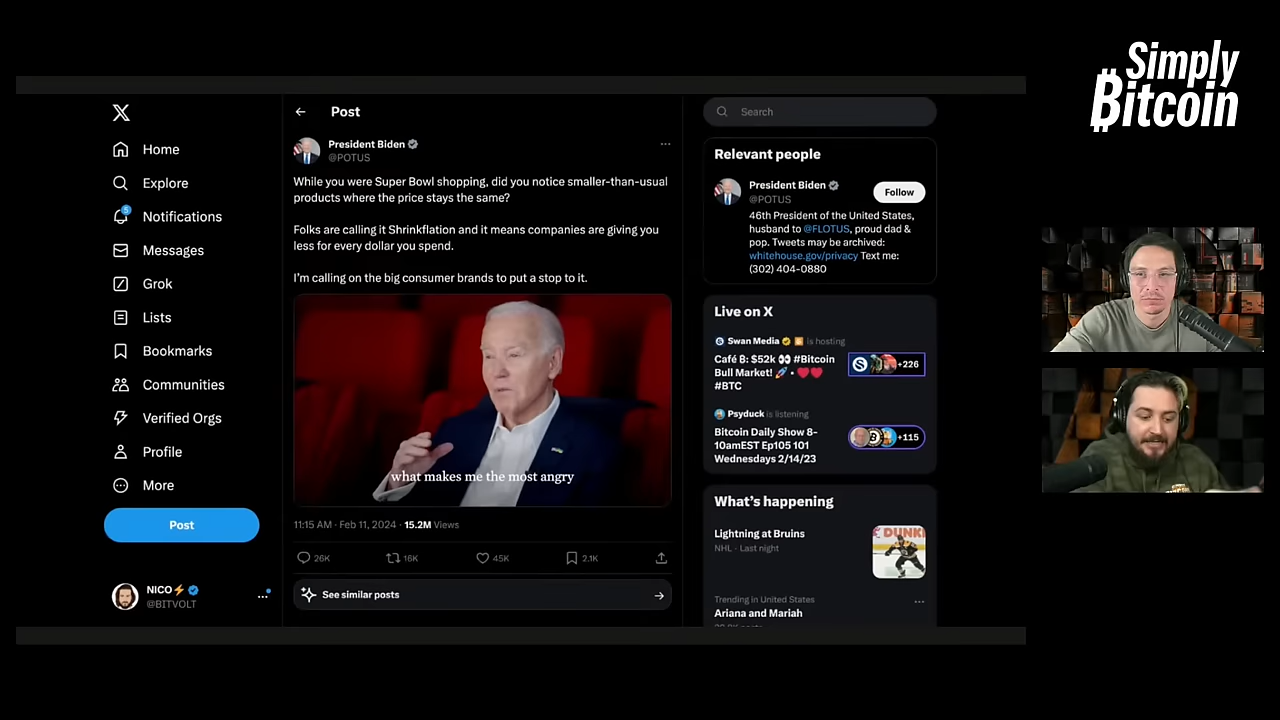 Simply
Bitcoin
Home
Explore
Notifications
Messages
Grok
Lists
Bookmarks
Communities
Verified Orgs
Profile
More
Post
NICO⚡
@BITVOLT
Post
President Biden
@POTUS
While you were Super Bowl shopping, did you notice smaller-than-usual
products where the price stays the same?
Folks are calling it Shrinkflation and it means companies are giving you
less for every dollar you spend.
I'm calling on the big consumer brands to put a stop to it.
what makes me the most angry
11:15 AM · Feb 11, 2024 · 15.2M Views
26K 16K 45K 2.1K
See similar posts
Search
Relevant people
President Biden
@POTUS
Follow
46th President of the United States,
husband to @FLOTUS, proud dad &
pop. Tweets may be archived:
whitehouse.gov/privacy Text me:
(302) 404-0880
Live on X
Swan Media is hosting
Café ₿: $52k 👀 #Bitcoin
Bull Market! 🚀 • ❤️❤️
#BTC
+226
Psyduck is listening
Bitcoin Daily Show 8-
10amEST Ep105 101
Wednesdays 2/14/23
+115
What's happening
Lightning at Bruins
NHL · Last night
DUNK
Trending in United States
Ariana and Mariah